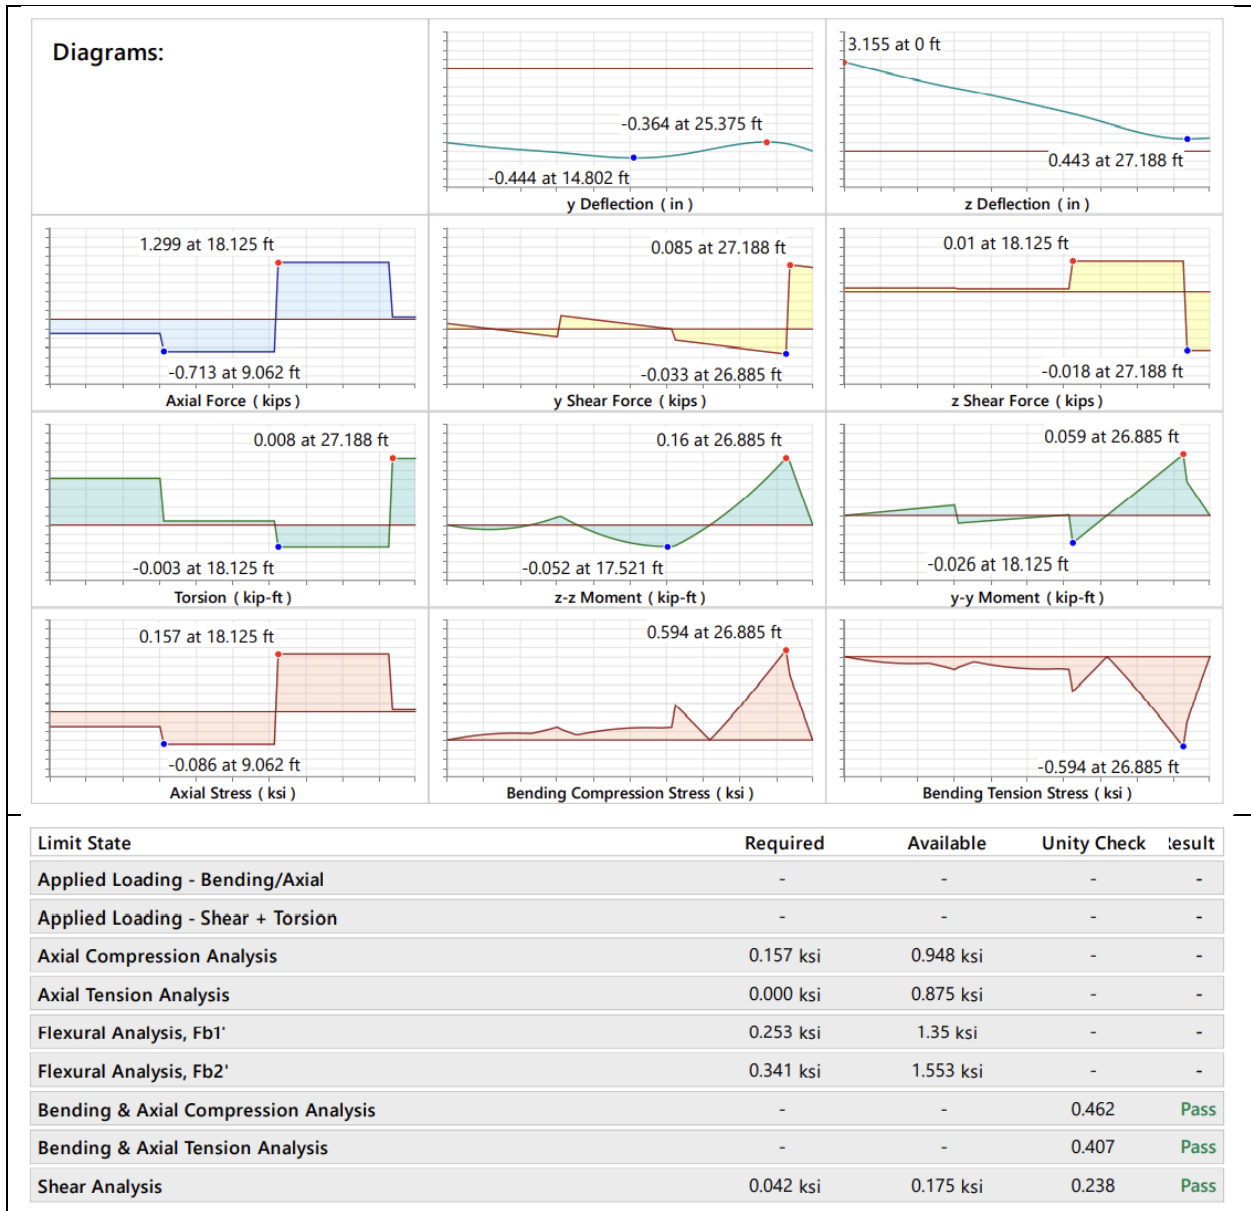 Diagrams:
-0.364 at 25.375 ft
-0.444 at 14.802 ft
y Deflection ( in )
3.155 at 0 ft
0.443 at 27.188 ft
z Deflection ( in )
1.299 at 18.125 ft
-0.713 at 9.062 ft
Axial Force ( kips )
0.085 at 27.188 ft
-0.033 at 26.885 ft
y Shear Force ( kips )
0.01 at 18.125 ft
-0.018 at 27.188 ft
z Shear Force ( kips )
0.008 at 27.188 ft
-0.003 at 18.125 ft
Torsion ( kip-ft )
0.16 at 26.885 ft
-0.052 at 17.521 ft
z-z Moment ( kip-ft )
0.059 at 26.885 ft
-0.026 at 18.125 ft
y-y Moment ( kip-ft )
0.157 at 18.125 ft
-0.086 at 9.062 ft
Axial Stress ( ksi )
0.594 at 26.885 ft
Bending Compression Stress ( ksi )
-0.594 at 26.885 ft
Bending Tension Stress ( ksi )
Limit State Required Available Unity Check Result
Applied Loading - Bending/Axial - - - -
Applied Loading - Shear + Torsion - - - -
Axial Compression Analysis 0.157 ksi 0.948 ksi - -
Axial Tension Analysis 0.000 ksi 0.875 ksi - -
Flexural Analysis, Fb1' 0.253 ksi 1.35 ksi - -
Flexural Analysis, Fb2' 0.341 ksi 1.553 ksi - -
Bending & Axial Compression Analysis - - 0.462 Pass
Bending & Axial Tension Analysis - - 0.407 Pass
Shear Analysis 0.042 ksi 0.175 ksi 0.238 Pass